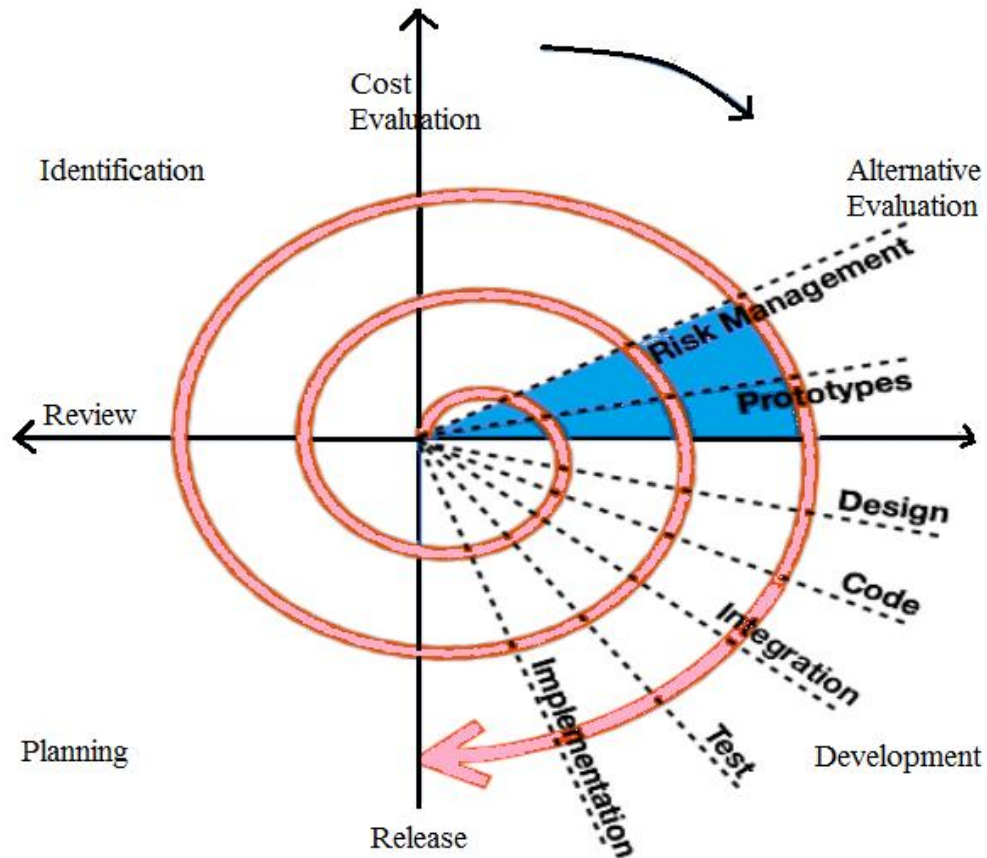 Cost
Evaluation
Identification
Alternative
Evaluation
Risk Management
Review
Prototypes
Design
Code
Integration
Implementation
Test
Planning
Development
Release